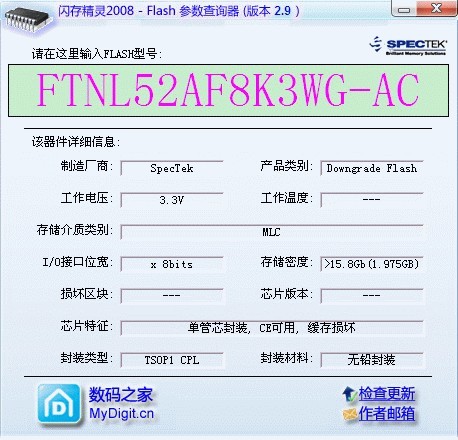 闪存精灵2008 - Flash 参数查询器 (版本 2.9 )
请在这里输入FLASH型号:
SPECTEK
Brilliant Memory Solutions
FTNL52AF8K3WG-AC
该器件详细信息:
制造厂商: SpecTek 产品类别: Downgrade Flash
工作电压: 3.3V 工作温度: ---
存储介质类别: MLC
I/O接口位宽: x 8bits 存储密度: >15.8Gb(1.975GB)
损坏区块: --- 芯片版本: ---
芯片特征: 单管芯封装, CE可用, 缓存损坏
封装类型: TSOP1 CPL 封装材料: 无铅封装
数码之家 检查更新
MyDigit.cn 作者邮箱